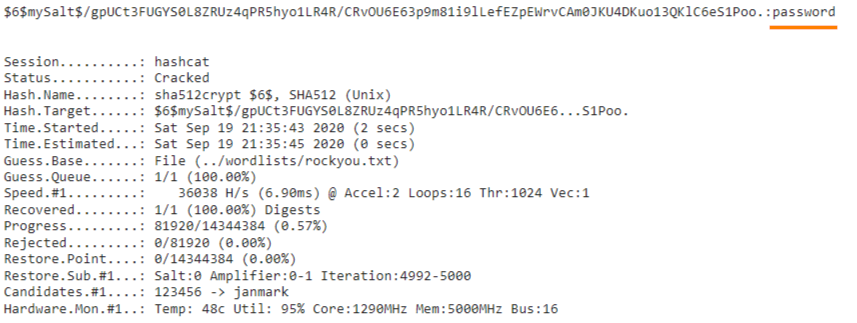 $6$mySalt$/gpUCt3FUGYS0L8ZRUz4qPR5hyo1LR4R/CRvOU6E63p9m81i9lLefEZpEWrvCAm0JKU4DKuo13QKlC6eS1Poo.:password
Session..........: hashcat
Status...........: Cracked
Hash.Name........: sha512crypt $6$, SHA512 (Unix)
Hash.Target......: $6$mySalt$/gpUCt3FUGYS0L8ZRUz4qPR5hyo1LR4R/CRvOU6E6...S1Poo.
Time.Started.....: Sat Sep 19 21:35:43 2020 (2 secs)
Time.Estimated...: Sat Sep 19 21:35:45 2020 (0 secs)
Guess.Base.......: File (../wordlists/rockyou.txt)
Guess.Queue......: 1/1 (100.00%)
Speed.#1.........:    36038 H/s (6.90ms) @ Accel:2 Loops:16 Thr:1024 Vec:1
Recovered........: 1/1 (100.00%) Digests
Progress.........: 81920/14344384 (0.57%)
Rejected.........: 0/81920 (0.00%)
Restore.Point....: 0/14344384 (0.00%)
Restore.Sub.#1...: Salt:0 Amplifier:0-1 Iteration:4992-5000
Candidates.#1....: 123456 -> janmark
Hardware.Mon.#1..: Temp: 48c Util: 95% Core:1290MHz Mem:5000MHz Bus:16